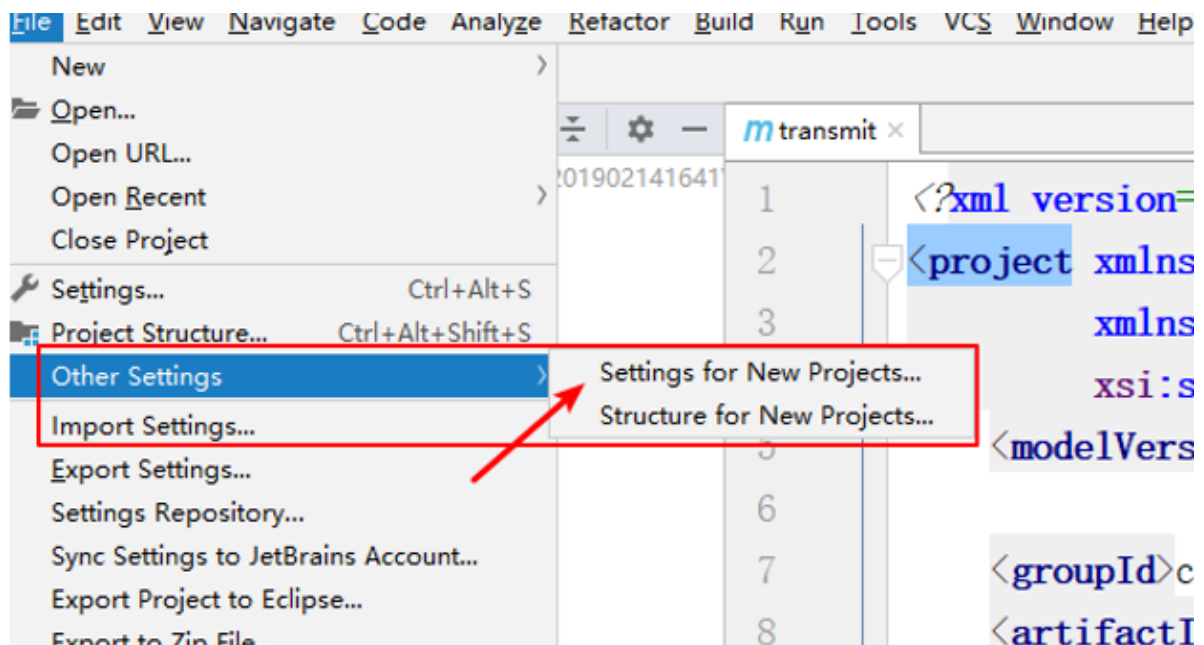 File Edit View Navigate Code Analyze Refactor Build Run Tools VCS Window Help
New
Open...
Open URL...
Open Recent
Close Project
Settings... Ctrl+Alt+S
Project Structure... Ctrl+Alt+Shift+S
Other Settings
Import Settings...
Export Settings...
Settings Repository...
Sync Settings to JetBrains Account...
Export Project to Eclipse...
Export to Zip File
Settings for New Projects...
Structure for New Projects...
m transmit
201902141641
1 <?xml version=
2 <project xmlns
3 xmlns
xsi:s
5 <modelVers
6
7 <groupId>c
8 <artifactI